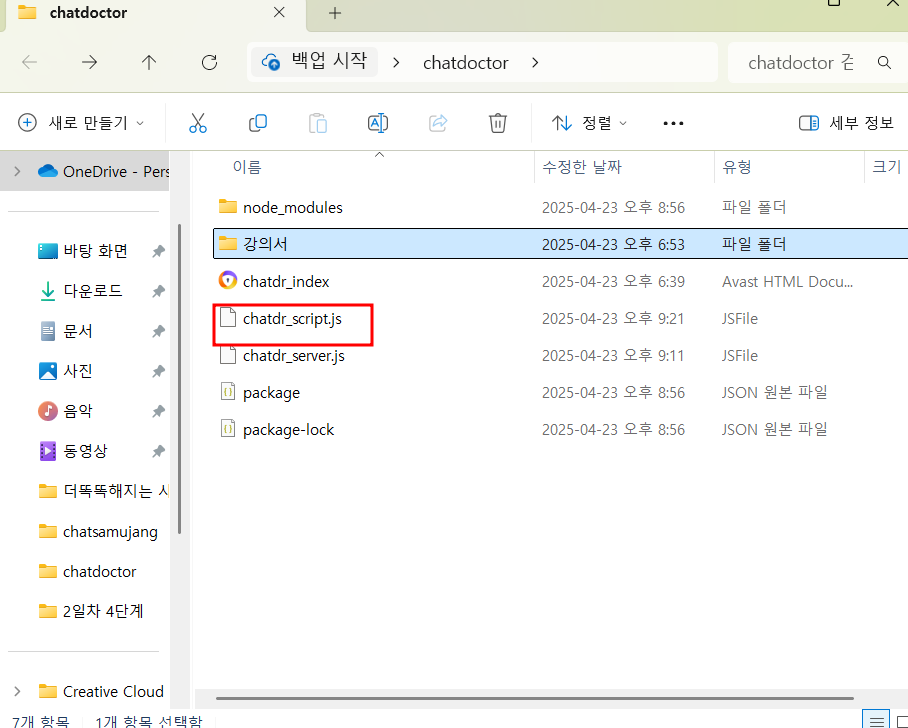 chatdoctor
백업 시작
chatdoctor
chatdoctor 검
새로 만들기
정렬
세부 정보
OneDrive - Pers
바탕 화면
다운로드
문서
사진
음악
동영상
더똑똑해지는 사
chatsamujang
chatdoctor
2일차 4단계
Creative Cloud
이름 수정한 날짜 유형 크기
node_modules 2025-04-23 오후 8:56 파일 폴더
강의서 2025-04-23 오후 6:53 파일 폴더
chatdr_index 2025-04-23 오후 6:39 Avast HTML Docu...
chatdr_script.js 2025-04-23 오후 9:21 JSFile
chatdr_server.js 2025-04-23 오후 9:11 JSFile
package 2025-04-23 오후 8:56 JSON 원본 파일
package-lock 2025-04-23 오후 8:56 JSON 원본 파일
7개 항목 1개 항목 선택함